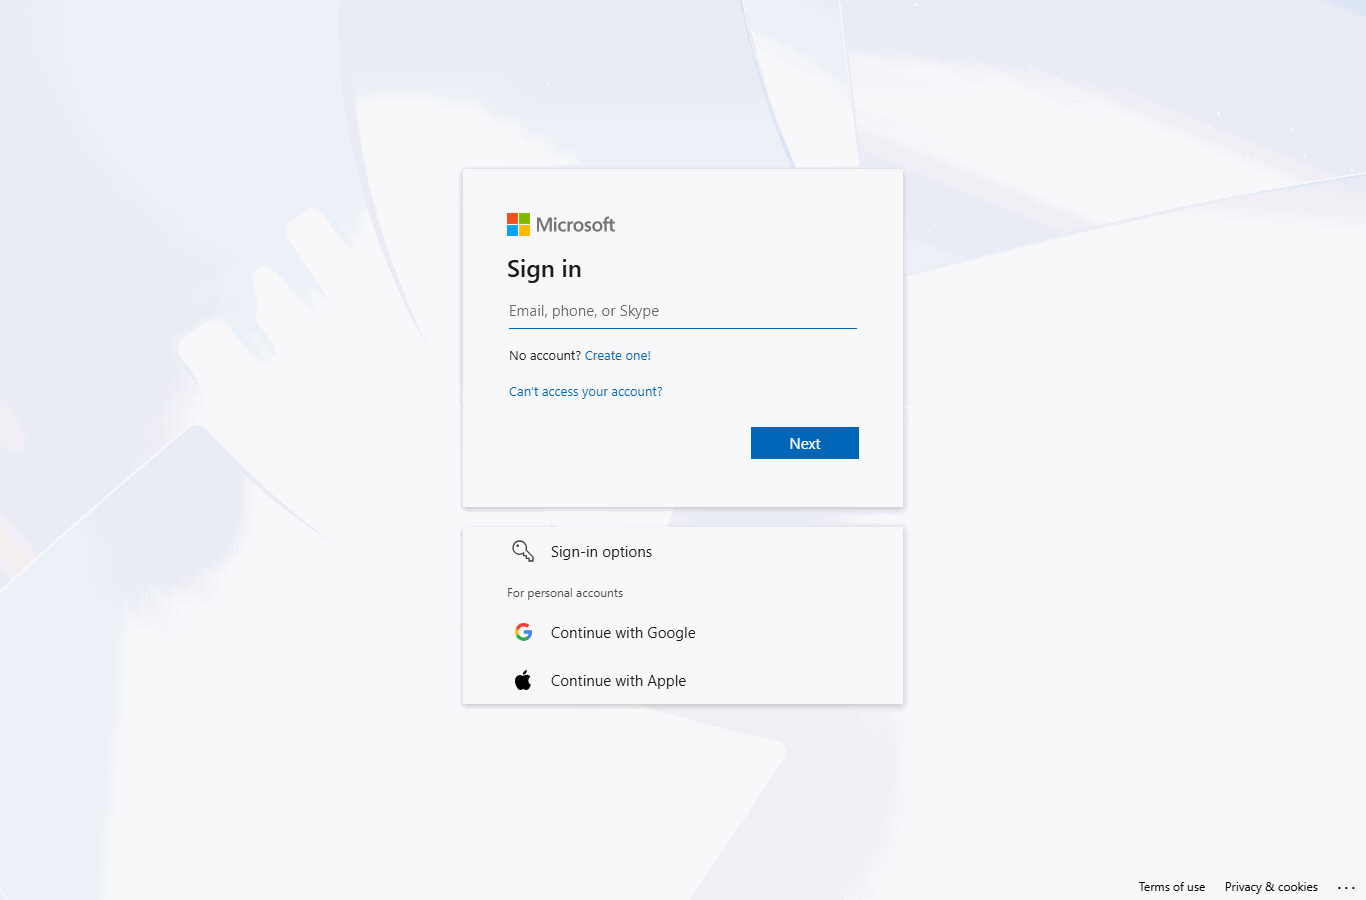 Microsoft
Sign in
Email, phone, or Skype
No account? Create one!
Can't access your account?
Next
Sign-in options
For personal accounts
Continue with Google
Continue with Apple
Terms of use Privacy & cookies ...